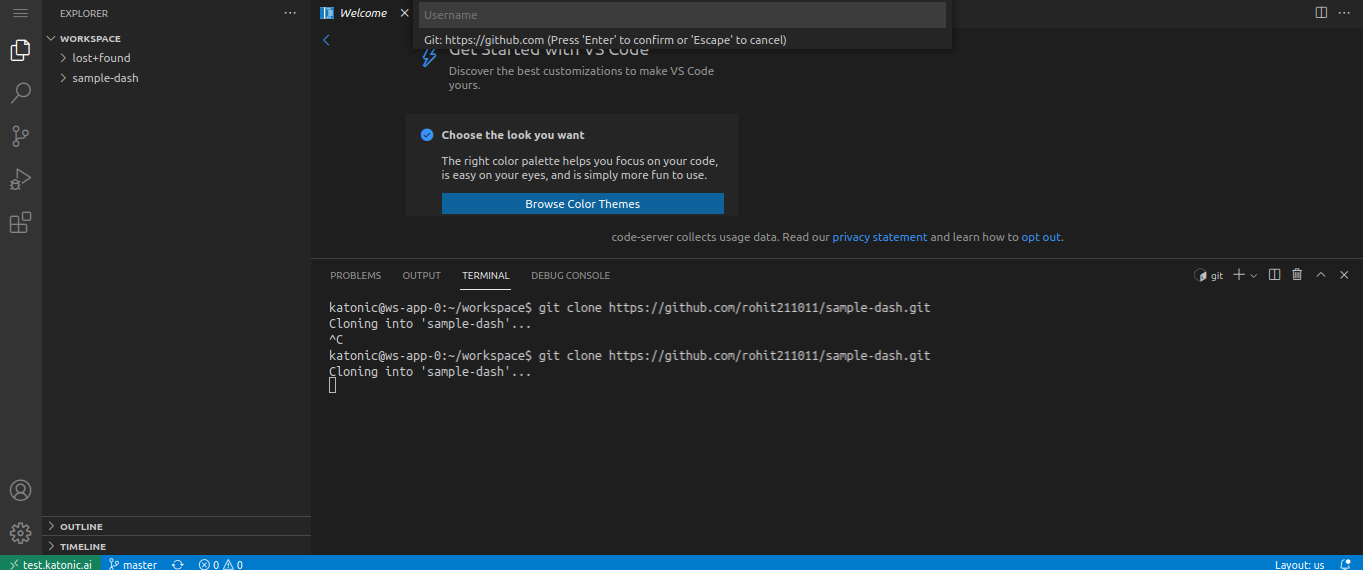 EXPLORER
WORKSPACE
lost+found
sample-dash
OUTLINE
TIMELINE
Welcome
Username
Git: https://github.com (Press 'Enter' to confirm or 'Escape' to cancel)
Get Started with VS Code
Discover the best customizations to make VS Code
yours.
Choose the look you want
The right color palette helps you focus on your code,
is easy on your eyes, and is simply more fun to use.
Browse Color Themes
code-server collects usage data. Read our privacy statement and learn how to opt out.
PROBLEMS OUTPUT TERMINAL DEBUG CONSOLE
git
katonic@ws-app-0:~/workspace$ git clone https://github.com/rohit211011/sample-dash.git
Cloning into 'sample-dash'...
^C
katonic@ws-app-0:~/workspace$ git clone https://github.com/rohit211011/sample-dash.git
Cloning into 'sample-dash'...
test.katonic.ai master 0 0 Layout: us